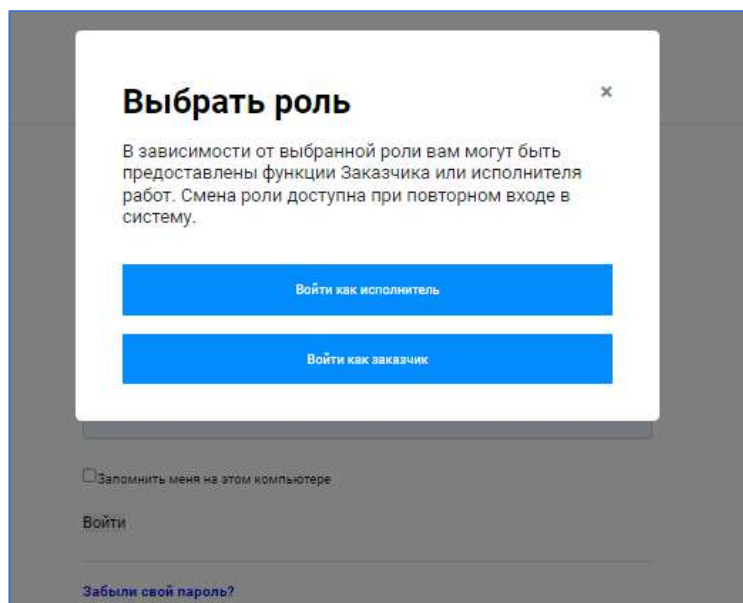 Выбрать роль
В зависимости от выбранной роли вам могут быть
предоставлены функции Заказчика или исполнителя
работ. Смена роли доступна при повторном входе в
систему.
Войти как исполнитель
Войти как заказчик
Запомнить меня на этом компьютере
Войти
Забыли свой пароль?